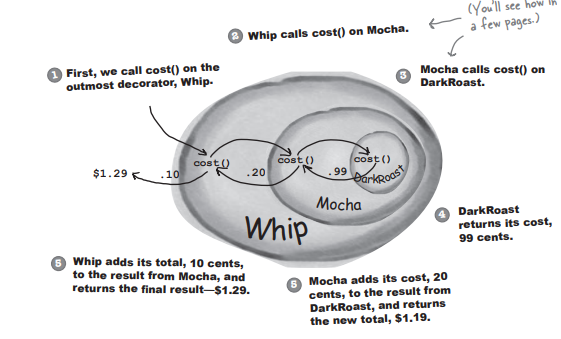 (You'll see how in
a few pages.)
2 Whip calls cost() on Mocha.
1 First, we call cost() on the
outmost decorator, Whip.
3 Mocha calls cost() on
DarkRoast.
cost() cost() cost()
$1.29 .10 .20 .99 DarkRoast
Mocha
Whip
4 DarkRoast
returns its cost,
99 cents.
5 Whip adds its total, 10 cents,
to the result from Mocha, and
returns the final result—$1.29.
5 Mocha adds its cost, 20
cents, to the result from
DarkRoast, and returns
the new total, $1.19.